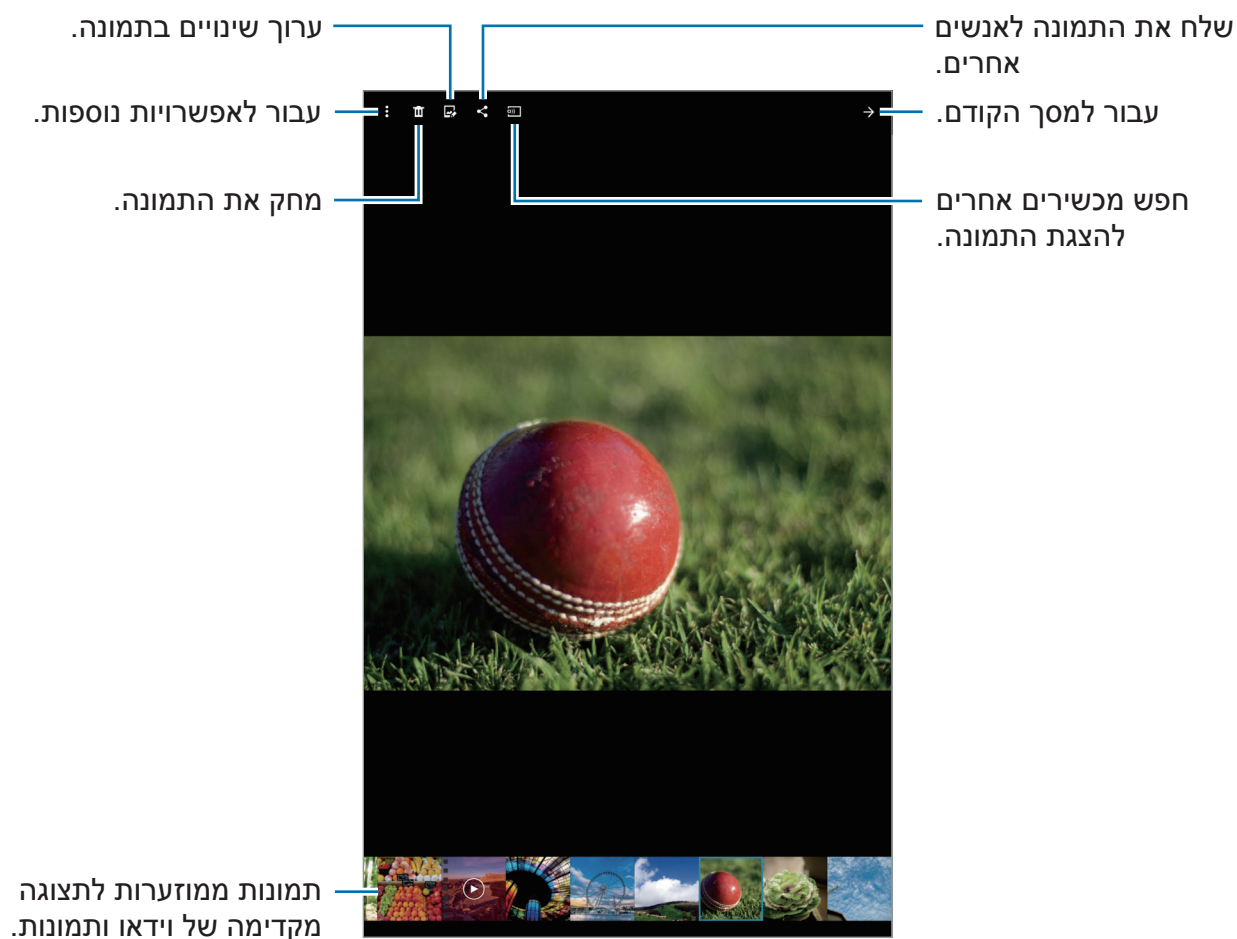 ערוך שינויים בתמונה.
שלח את התמונה לאנשים
אחרים.
עבור לאפשרויות נוספות.
עבור למסך הקודם.
מחק את התמונה.
חפש מכשירים אחרים
להצגת התמונה.
תמונות ממוזערות לתצוגה
מקדימה של וידאו ותמונות.